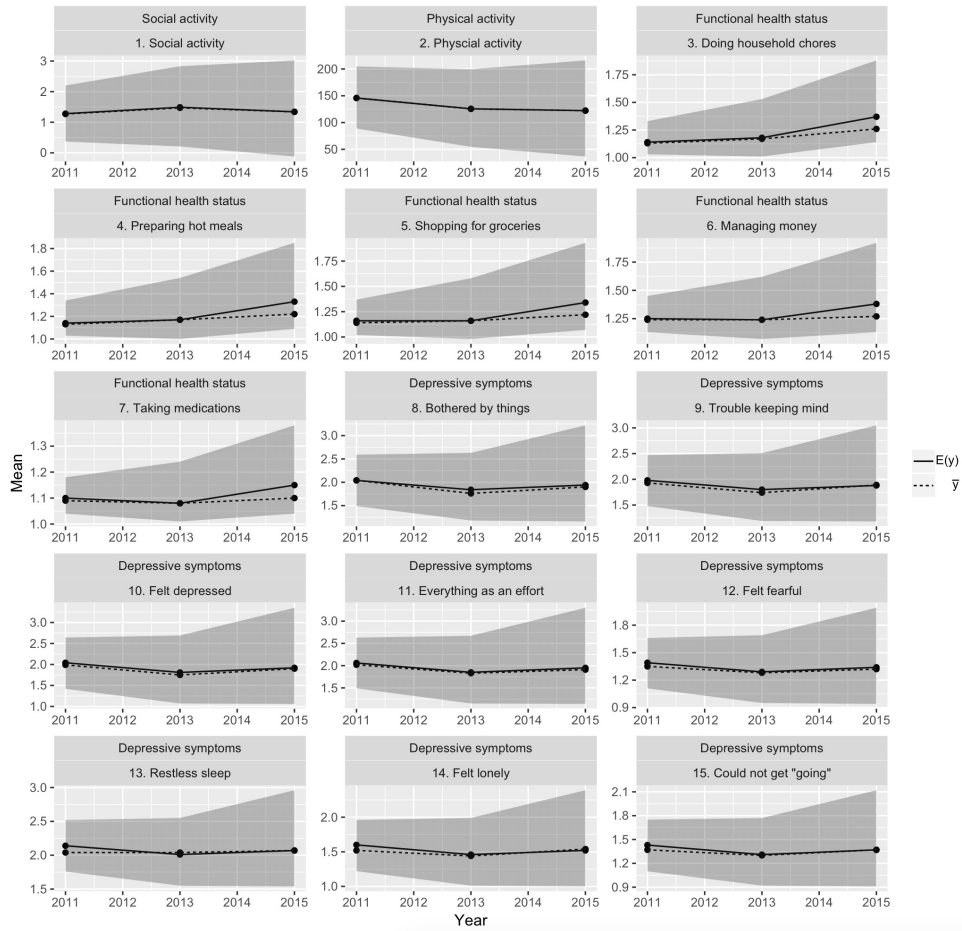 Social activity
1. Social activity
3
2
1
0
2011 2012 2013 2014 2015
Physical activity
2. Physcial activity
200
150
100
50
2011 2012 2013 2014 2015
Functional health status
3. Doing household chores
1.75
1.50
1.25
1.00
2011 2012 2013 2014 2015
Functional health status
4. Preparing hot meals
1.8
1.6
1.4
1.2
1.0
2011 2012 2013 2014 2015
Functional health status
5. Shopping for groceries
1.75
1.50
1.25
1.00
2011 2012 2013 2014 2015
Functional health status
6. Managing money
1.75
1.50
1.25
2011 2012 2013 2014 2015
Functional health status
7. Taking medications
1.3
1.2
1.1
1.0
2011 2012 2013 2014 2015
Depressive symptoms
8. Bothered by things
3.0
2.5
2.0
1.5
2011 2012 2013 2014 2015
Depressive symptoms
9. Trouble keeping mind
3.0
2.5
2.0
1.5
2011 2012 2013 2014 2015
Depressive symptoms
10. Felt depressed
3.0
2.5
2.0
1.5
1.0
2011 2012 2013 2014 2015
Depressive symptoms
11. Everything as an effort
3.0
2.5
2.0
1.5
2011 2012 2013 2014 2015
Depressive symptoms
12. Felt fearful
1.8
1.5
1.2
0.9
2011 2012 2013 2014 2015
Depressive symptoms
13. Restless sleep
3.0
2.5
2.0
1.5
2011 2012 2013 2014 2015
Depressive symptoms
14. Felt lonely
2.0
1.5
1.0
2011 2012 2013 2014 2015
Depressive symptoms
15. Could not get "going"
2.1
1.8
1.5
1.2
0.9
2011 2012 2013 2014 2015
Mean
Year
E(y)
y̅